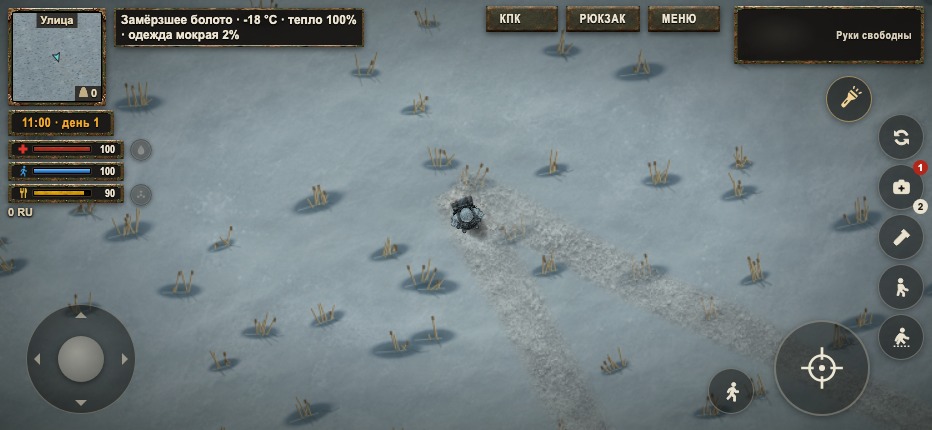 Улица
0
Замёрзшее болото · -18 °C · тепло 100%
· одежда мокрая 2%
КПК
РЮКЗАК
МЕНЮ
Руки свободны
11:00 · день 1
100
100
90
0 RU
1
2